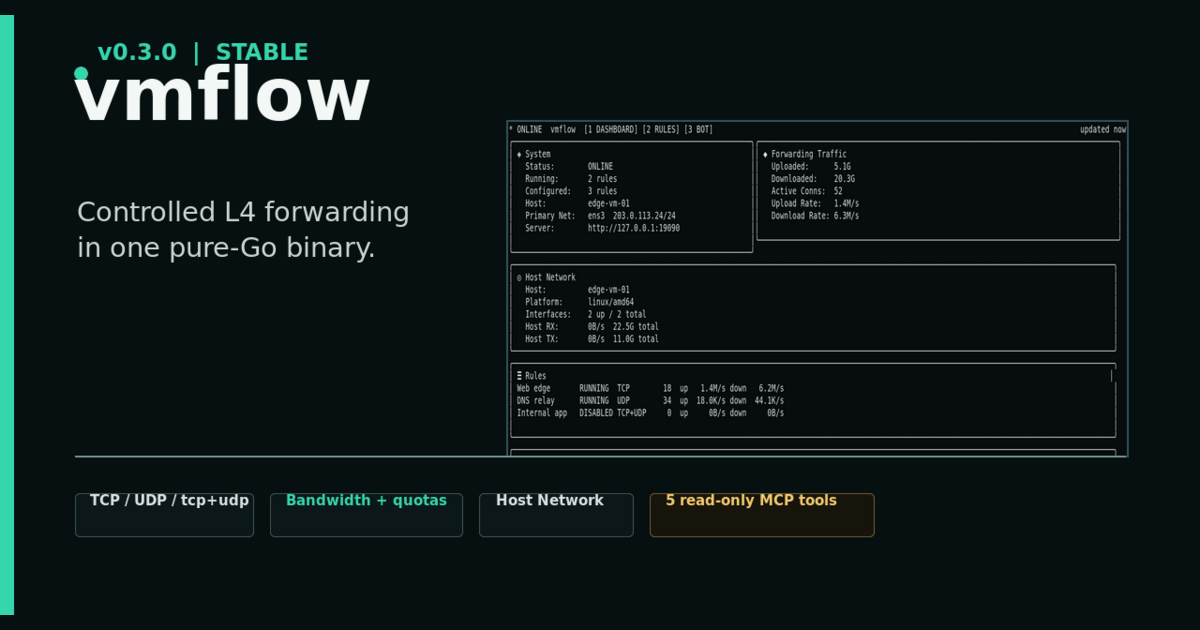 v0.3.0 | STABLE
vmflow
Controlled L4 forwarding
in one pure-Go binary.
* ONLINE vmflow [1 DASHBOARD] [2 RULES] [3 BOT] updated now
♦ System
Status: ONLINE
Running: 2 rules
Configured: 3 rules
Host: edge-vm-01
Primary Net: ens3 203.0.113.24/24
Server: http://127.0.0.1:19090
♦ Forwarding Traffic
Uploaded: 5.1G
Downloaded: 20.3G
Active Conns: 52
Upload Rate: 1.4M/s
Download Rate: 6.3M/s
◎ Host Network
Host: edge-vm-01
Platform: linux/amd64
Interfaces: 2 up / 2 total
Host RX: 0B/s 22.5G total
Host TX: 0B/s 11.0G total
Ξ Rules
Web edge RUNNING TCP 18 up 1.4M/s down 6.2M/s
DNS relay RUNNING UDP 34 up 18.0K/s down 44.1K/s
Internal app DISABLED TCP+UDP 0 up 0B/s down 0B/s
TCP / UDP / tcp+udp
Bandwidth + quotas
Host Network
5 read-only MCP tools